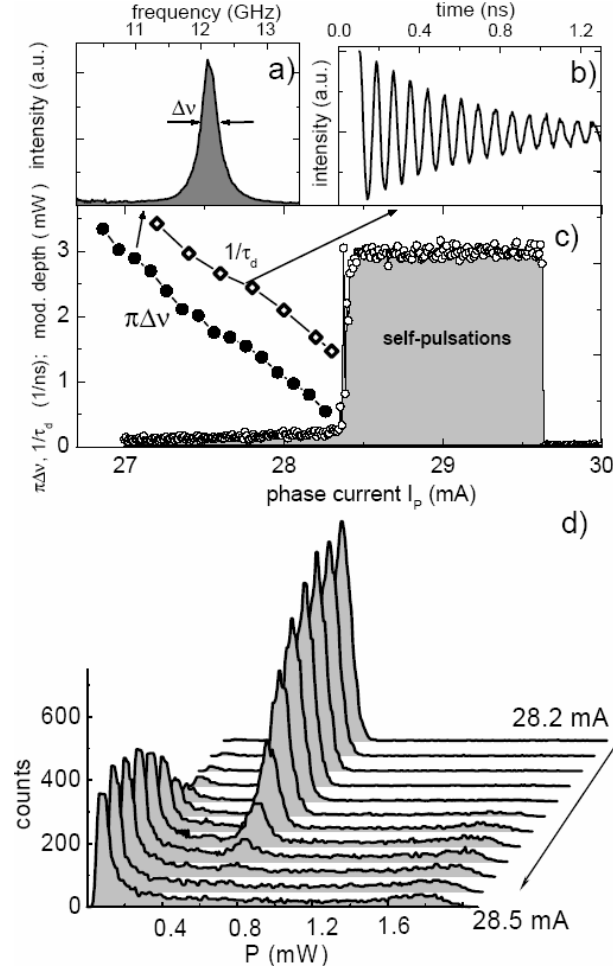 frequency (GHz)
11 12 13
time (ns)
0.0 0.4 0.8 1.2
a)
Δν
intensity (a.u.)
b)
intensity (a.u.)
c)
1/τd
πΔν
self-pulsations
πΔν, 1/τd (1/ns); mod. depth (mW)
3
2
1
0
27 28 29 30
phase current IP (mA)
d)
28.2 mA
28.5 mA
600
400
200
0
counts
0.4 0.8 1.2 1.6
P (mW)